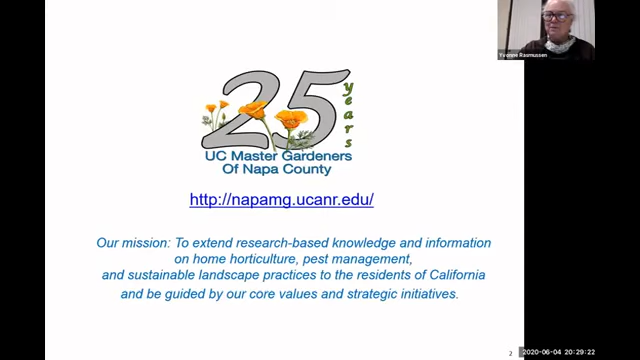 Yvonne Rasmussen
25
years
UC Master Gardeners
Of Napa County
http://napamg.ucanr.edu/
Our mission: To extend research-based knowledge and information
on home horticulture, pest management,
and sustainable landscape practices to the residents of California
and be guided by our core values and strategic initiatives.
2
2020-06-04 20:29:22